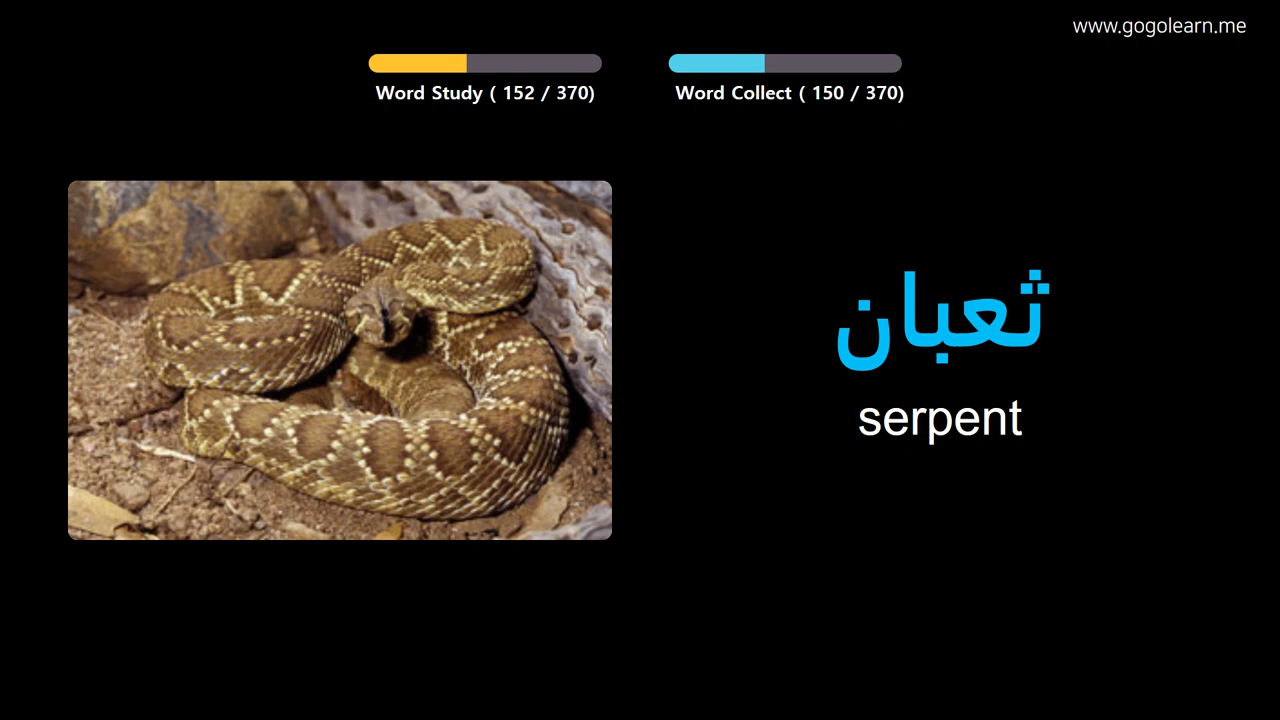 www.gogolearn.me
Word Study ( 152 / 370)
Word Collect ( 150 / 370)
ثعبان
serpent